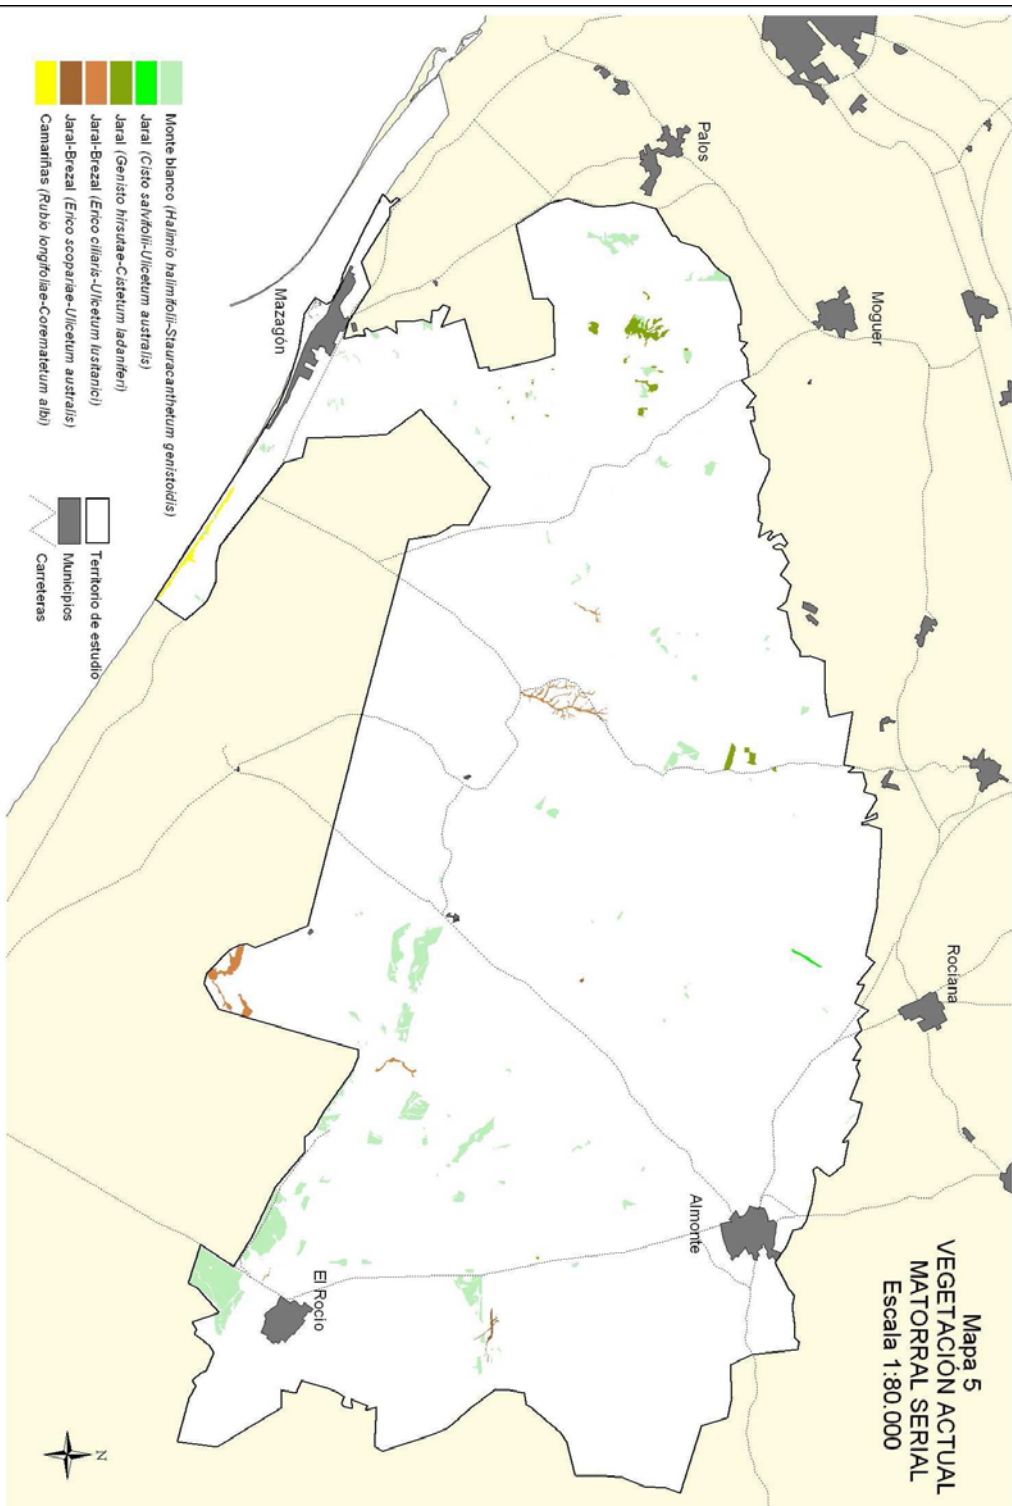 Mapa 5
VEGETACIÓN ACTUAL
MATORRAL SERIAL
Escala 1:80.000
Palos
Moguer
Mazagón
Rociana
Almonte
El Rocio
Monte blanco (Halimio halimifolii-Stauracanthetum genistoidis)
Jaral (Cisto salvifolii-Ulicetum australis)
Jaral (Genisto hirsutae-Cistetum ladaniferi)
Jaral-Brezal (Erico ciliaris-Ulicetum lusitanici)
Jaral-Brezal (Erico scopariae-Ulicetum australis)
Camariñas (Rubio longifoliae-Corematetum albi)
Territorio de estudio
Municipios
Carreteras
N